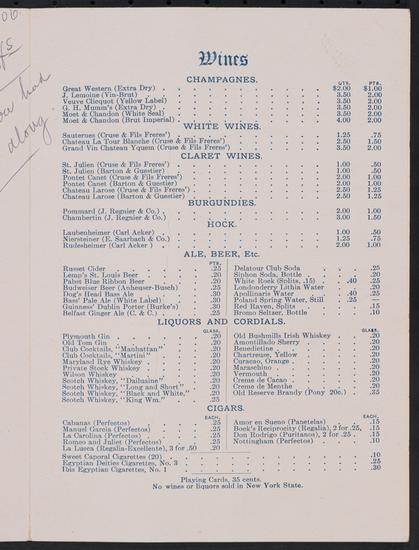 06
had
along.
Wines
CHAMPAGNES.
QTS. PTS.
Great Western (Extra Dry) $2.00 $1.00
J. Lemoine (Vin-Brut) 3.50 2.00
Veuve Clicquot (Yellow Label) 3.50 2.00
G. H. Mumm's (Extra Dry) 3.50 2.00
Moet & Chandon (White Seal) 3.50 2.00
Moet & Chandon (Brut Imperial) 4.00 2.00
WHITE WINES.
Sauternes (Cruse & Fils Freres') 1.25 .75
Chateau La Tour Blanche (Cruse & Fils Freres') 2.50 1.50
Grand Vin Chateau Yquem (Cruse & Fils Freres') 3.50 2.00
CLARET WINES.
St. Julien (Cruse & Fils Freres') 1.00 .50
St. Julien (Barton & Guestier) 1.00 .50
Pontet Canet (Cruse & Fils Freres') 2.00 1.00
Pontet Canet (Barton & Guestier) 2.00 1.00
Chateau Larose (Cruse & Fils Freres') 2.50 1.25
Chateau Larose (Barton & Guestier) 2.50 1.25
BURGUNDIES.
Pommard (J. Regnier & Co.) 2.00 1.00
Chambertin (J. Regnier & Co.) 3.00 1.50
HOCK.
Laubenheimer (Carl Acker) 1.00 .50
Niersteiner (E. Saarbach & Co.) 1.25 .75
Rudesheimer (Carl Acker) 2.00 1.00
ALE, BEER, Etc.
PTS.
Russet Cider .25
Lemp's St. Louis Beer .20
Pabst Blue Ribbon Beer .20
Budweiser Beer (Anheuser-Busch) .25
Dog's Head Bass Ale .30
Bass' Pale Ale (White Label) .30
Guinness' Dublin Porter (Burke's) .30
Belfast Ginger Ale (C. & C.) .25
Delatour Club Soda .25
Siphon Soda, Bottle .20
White Rock (Splits, .15) .40 .25
Londonderry Lithia Water .20
Apollinaris Water .40 .25
Poland Spring Water, Still .25 —
Red Raven, Splits .15
Bromo Seltzer, Bottle .10
LIQUORS AND CORDIALS.
GLASS.
Plymouth Gin .20
Old Tom Gin .20
Club Cocktails, "Manhattan" .20
Club Cocktails, "Martini" .20
Maryland Rye Whiskey .20
Private Stock Whiskey .20
Wilson Whiskey .20
Scotch Whiskey, "Dailuaine" .20
Scotch Whiskey, "Long and Short" .20
Scotch Whiskey, "Black and White," .20
Scotch Whiskey, "King Wm." .25
GLASS.
Old Bushmills Irish Whiskey .20
Amontillado Sherry .20
Benedictine .20
Chartreuse, Yellow .20
Curacao, Orange .20
Maraschino .20
Vermouth .20
Creme de Cacao .20
Creme de Menthe .20
Old Reserve Brandy (Pony 20c.) .35
CIGARS.
EACH.
Cabanas (Perfectos) .25
Manuel Garcia (Perfectos) .25
La Carolina (Perfectos) .25
Romeo and Juliet (Perfectos) .25
La Lucea (Regalia-Excellente), 3 for .50 .20
EACH.
Amor en Sueno (Panetelas) .15
Bock's Reciprocity (Regalia), 2 for .25, .15
Don Rodrigo (Puritanos), 2 for .25 .15
Nottingham (Perfectos) .10
Sweet Caporal Cigarettes (20) .10
Egyptian Deities Cigarettes, No. 3 .25
Ibis Egyptian Cigarettes, No. 1 .30
Playing Cards, 35 cents.
No wines or liquors sold in New York State.